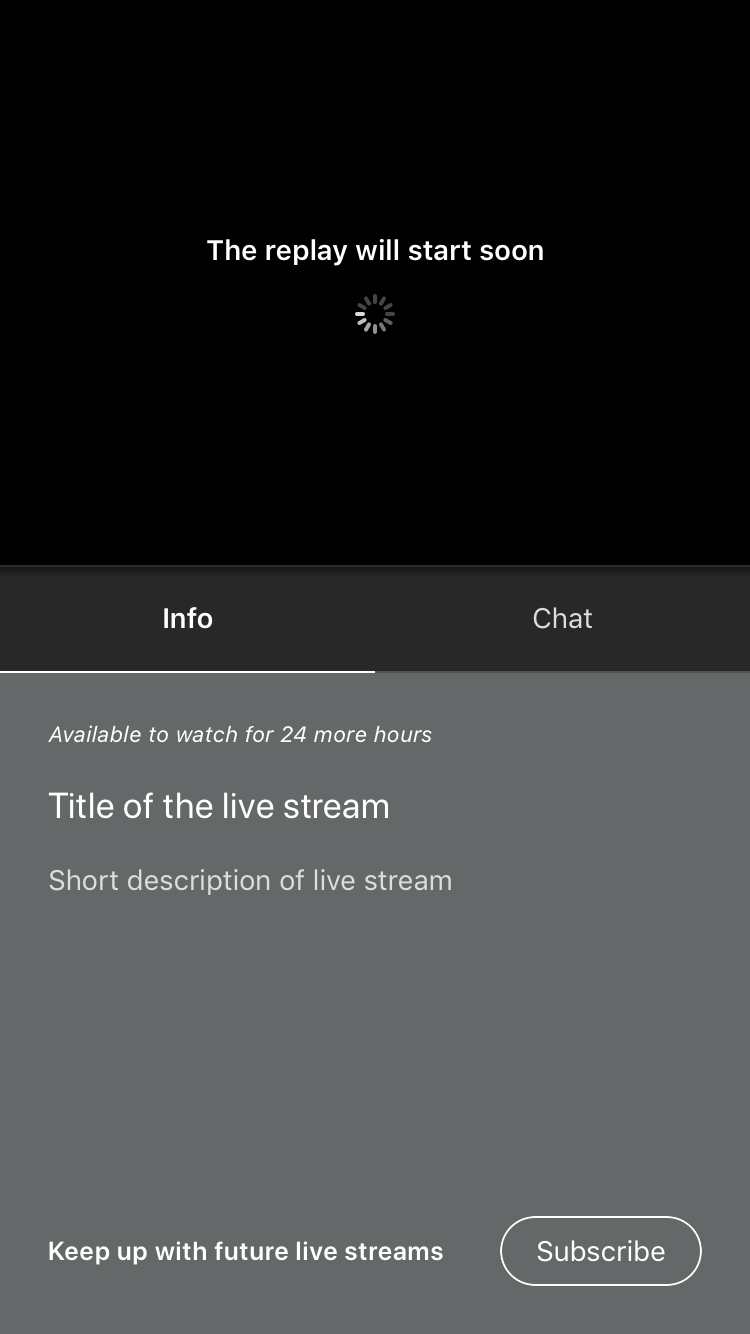 The replay will start soon
Info
Chat
Available to watch for 24 more hours
Title of the live stream
Short description of live stream
Keep up with future live streams
Subscribe